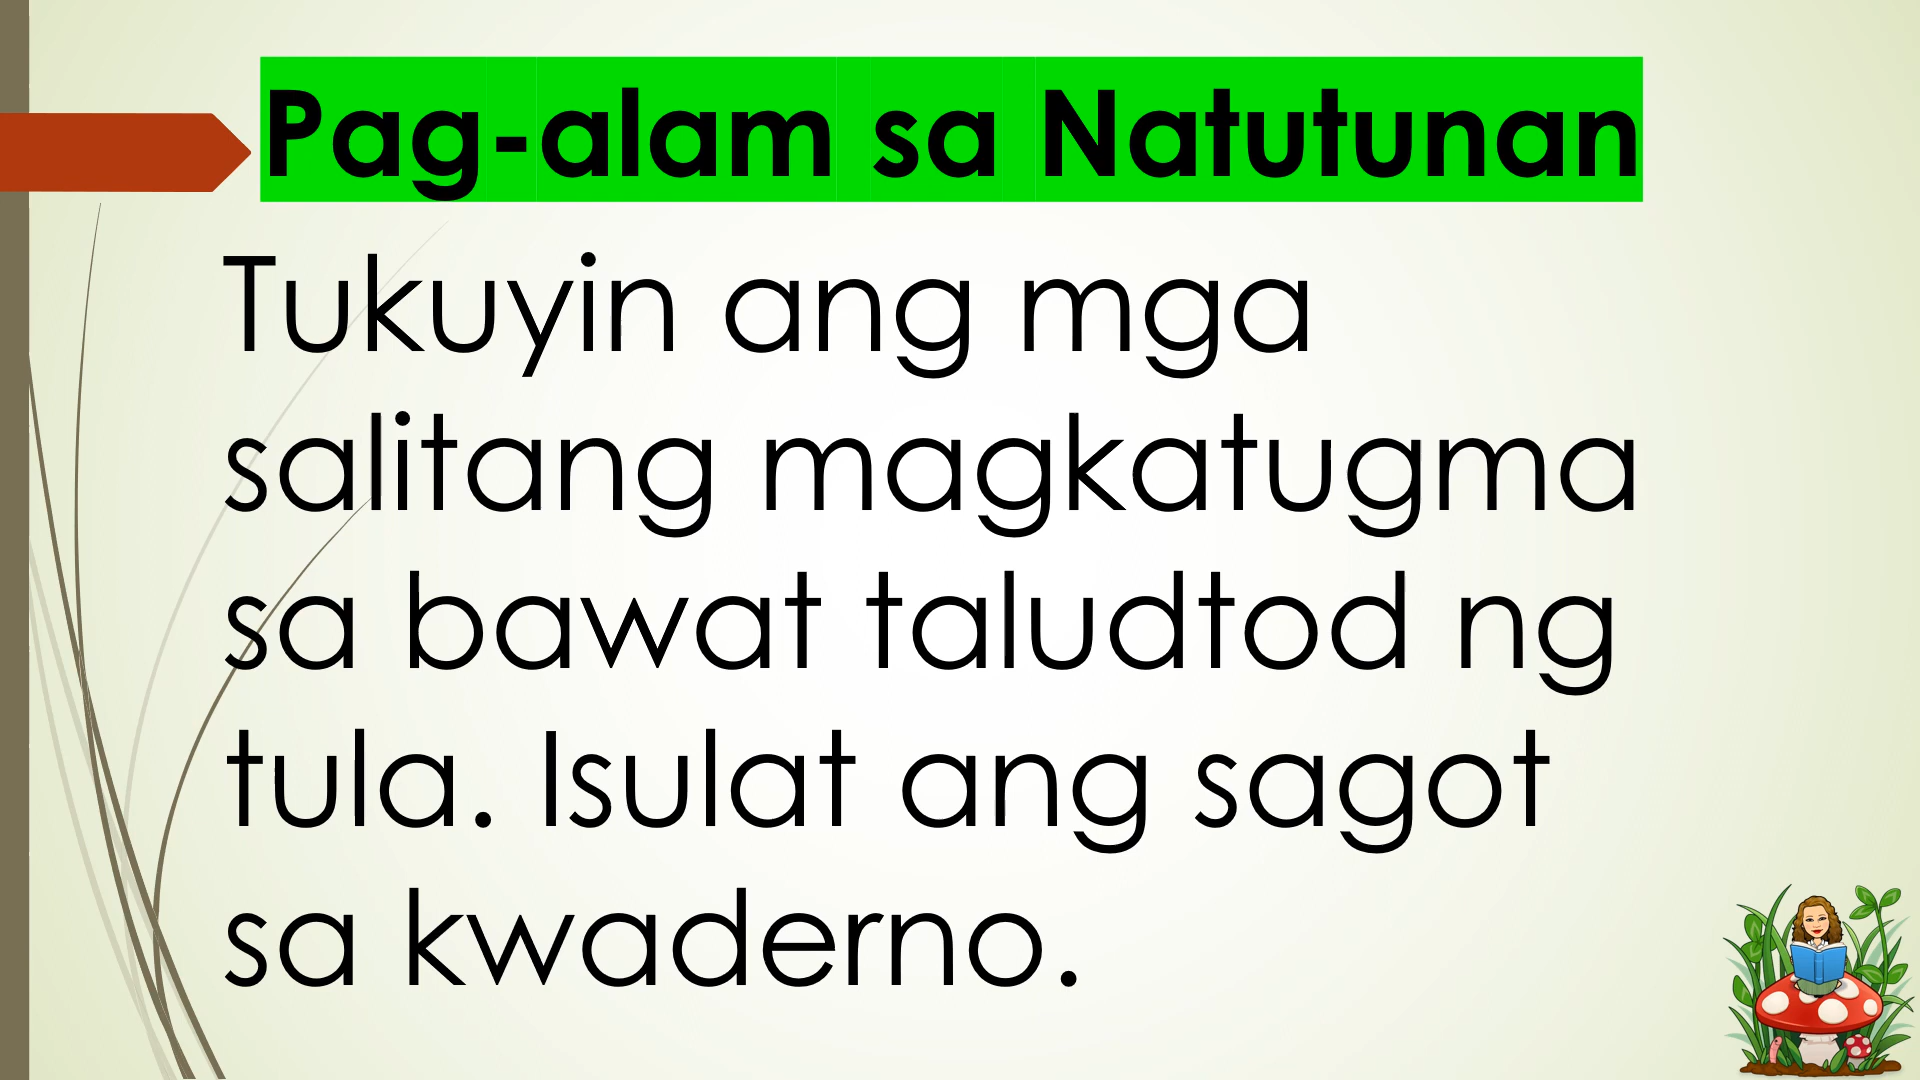 Pag-alam sa Natutunan
Tukuyin ang mga
salitang magkatugma
sa bawat taludtod ng
tula. Isulat ang sagot
sa kwaderno.